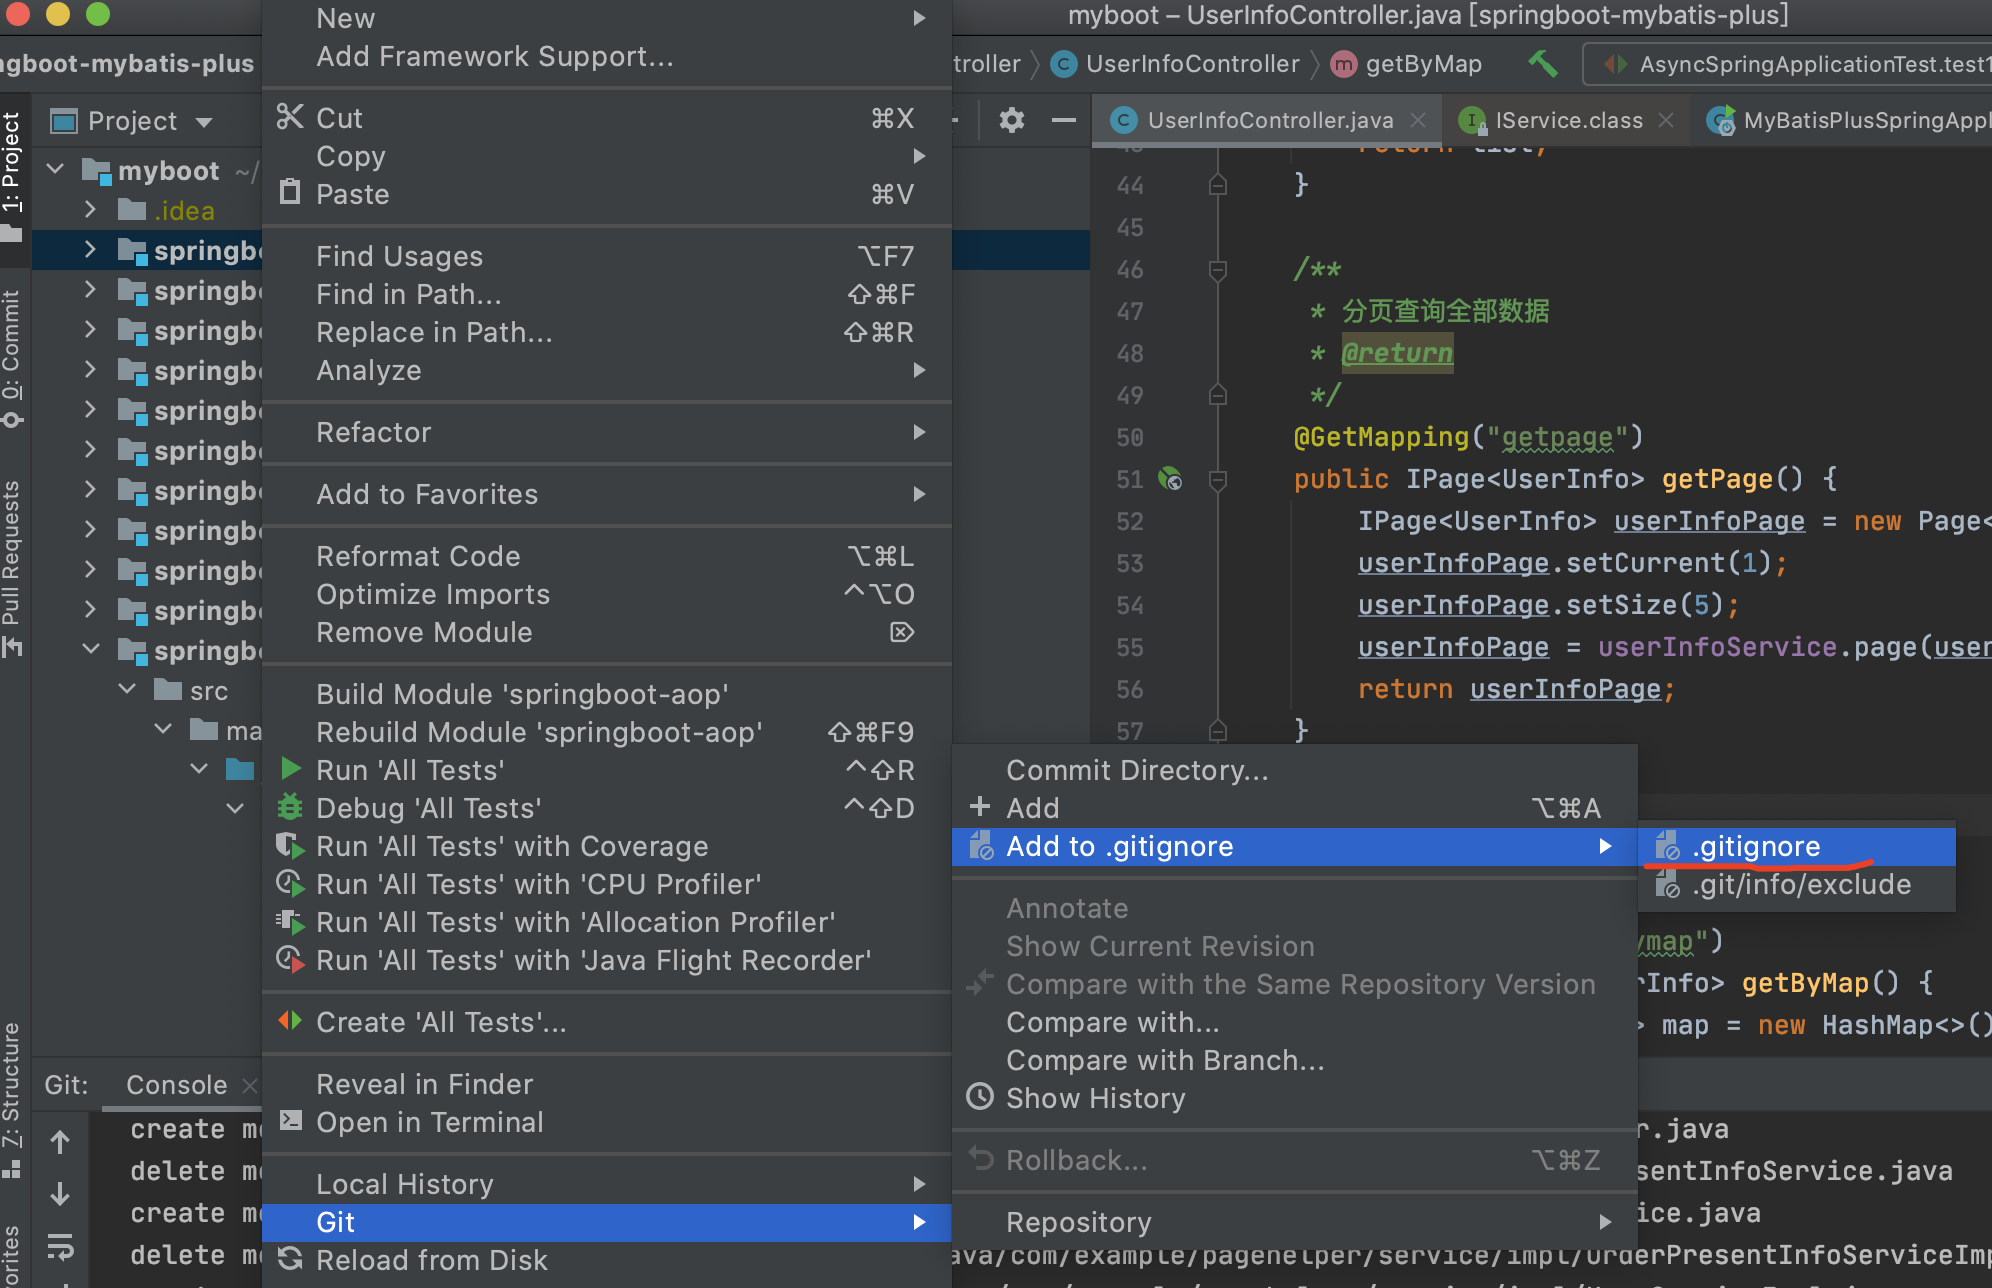 myboot – UserInfoController.java [springboot-mybatis-plus]
ngboot-mybatis-plus
troller
UserInfoController
getByMap
AsyncSpringApplicationTest.test1
Project
UserInfoController.java
IService.class
MyBatisPlusSpringAppl
1: Project
0: Commit
Pull Requests
7: Structure
myboot ~/
.idea
springb
springb
springb
springb
springb
springb
springb
springb
springb
springb
springb
src
ma
New
Add Framework Support...
Cut ⌘X
Copy
Paste ⌘V
Find Usages ⌥F7
Find in Path... ⇧⌘F
Replace in Path... ⇧⌘R
Analyze
Refactor
Add to Favorites
Reformat Code ⌥⌘L
Optimize Imports ^⌥O
Remove Module ⌦
Build Module 'springboot-aop'
Rebuild Module 'springboot-aop' ⇧⌘F9
Run 'All Tests' ^⇧R
Debug 'All Tests' ^⇧D
Run 'All Tests' with Coverage
Run 'All Tests' with 'CPU Profiler'
Run 'All Tests' with 'Allocation Profiler'
Run 'All Tests' with 'Java Flight Recorder'
Create 'All Tests'...
Reveal in Finder
Open in Terminal
Local History
Git
Reload from Disk
44 }
45
46 /**
47 * 分页查询全部数据
48 * @return
49 */
50 @GetMapping("getpage")
51 public IPage<UserInfo> getPage() {
52 IPage<UserInfo> userInfoPage = new Page<
53 userInfoPage.setCurrent(1);
54 userInfoPage.setSize(5);
55 userInfoPage = userInfoService.page(user
56 return userInfoPage;
57 }
Commit Directory...
Add ⌥⌘A
Add to .gitignore
Annotate
Show Current Revision
Compare with the Same Repository Version
Compare with...
Compare with Branch...
Show History
Rollback... ⌥⌘Z
Repository
.gitignore
.git/info/exclude
ymap")
rInfo> getByMap() {
> map = new HashMap<>()
Git: Console
create mo
delete mo
create mo
delete mo
r.java
sentInfoService.java
ice.java
ava/com/example/pagehelper/service/impl/OrderPresentInfoServiceImp